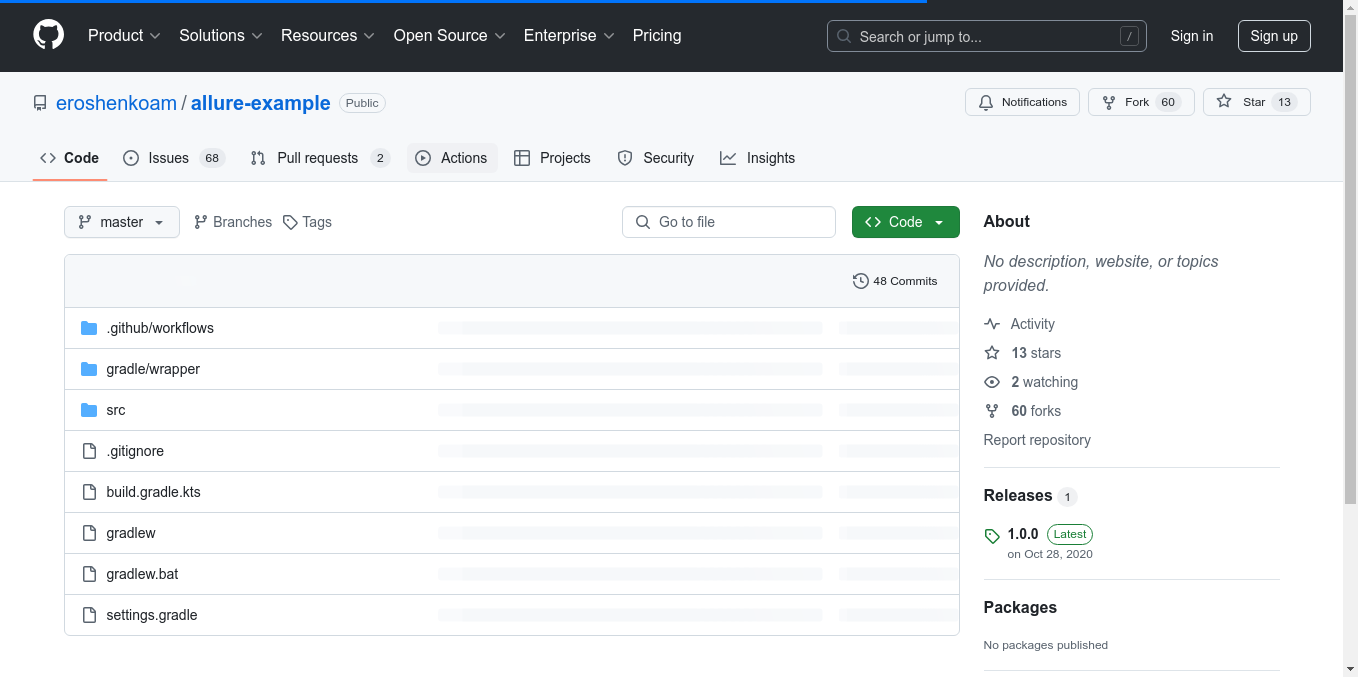 Product Solutions Resources Open Source Enterprise Pricing Search or jump to... / Sign in Sign up
eroshenkoam / allure-example Public Notifications Fork 60 Star 13
Code Issues 68 Pull requests 2 Actions Projects Security Insights
master Branches Tags Go to file Code
48 Commits
.github/workflows
gradle/wrapper
src
.gitignore
build.gradle.kts
gradlew
gradlew.bat
settings.gradle
About
No description, website, or topics
provided.
Activity
13 stars
2 watching
60 forks
Report repository
Releases 1
1.0.0 Latest
on Oct 28, 2020
Packages
No packages published